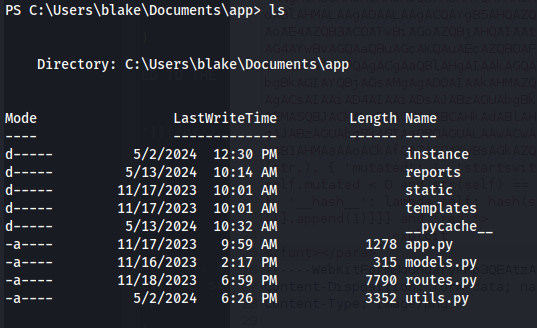 PS C:\Users\blake\Documents\app> ls
Directory: C:\Users\blake\Documents\app
Mode LastWriteTime Length Name
---- ------------- ------ ----
d----- 5/2/2024 12:30 PM instance
d----- 5/13/2024 10:14 AM reports
d----- 11/17/2023 10:01 AM static
d----- 11/17/2023 10:01 AM templates
d----- 5/13/2024 10:32 AM __pycache__
-a---- 11/17/2023 9:59 AM 1278 app.py
-a---- 11/16/2023 2:17 PM 315 models.py
-a---- 11/18/2023 6:59 PM 7790 routes.py
-a---- 5/2/2024 6:26 PM 3352 utils.py